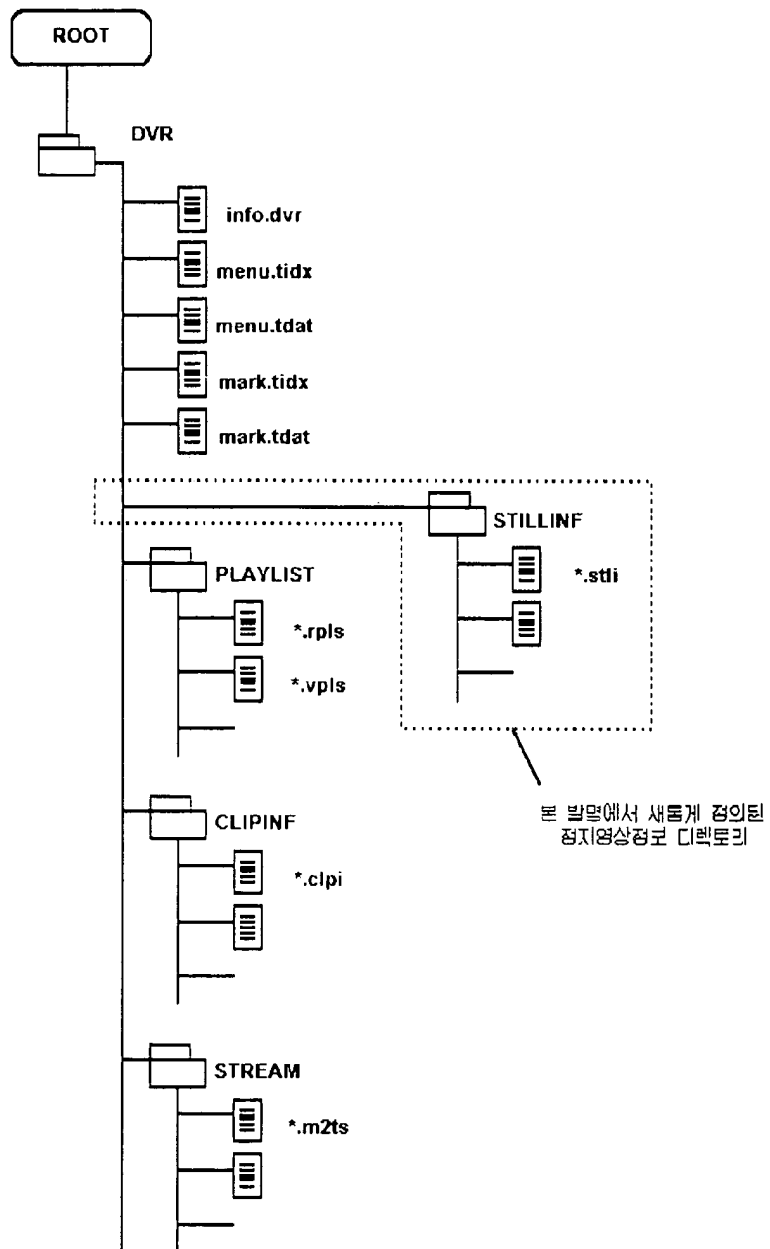 ROOT
DVR
info.dvr
menu.tidx
menu.tdat
mark.tidx
mark.tdat
STILLINF
*.stli
PLAYLIST
*.rpls
*.vpls
본 발명에서 새롭게 정의된
정지영상정보 디렉토리
CLIPINF
*.clpi
STREAM
*.m2ts